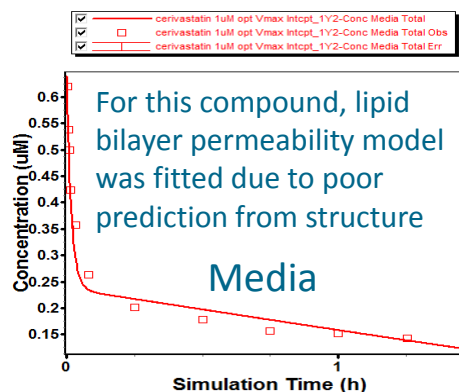 cerivastatin 1uM opt Vmax Intcpt_1Y2-Conc Media Total
cerivastatin 1uM opt Vmax Intcpt_1Y2-Conc Media Total Obs
cerivastatin 1uM opt Vmax Intcpt_1Y2-Conc Media Total Err
For this compound, lipid
bilayer permeability model
was fitted due to poor
prediction from structure
Media
Concentration (uM)
0.6
0.55
0.5
0.45
0.4
0.35
0.3
0.25
0.2
0.15
0
1
Simulation Time (h)